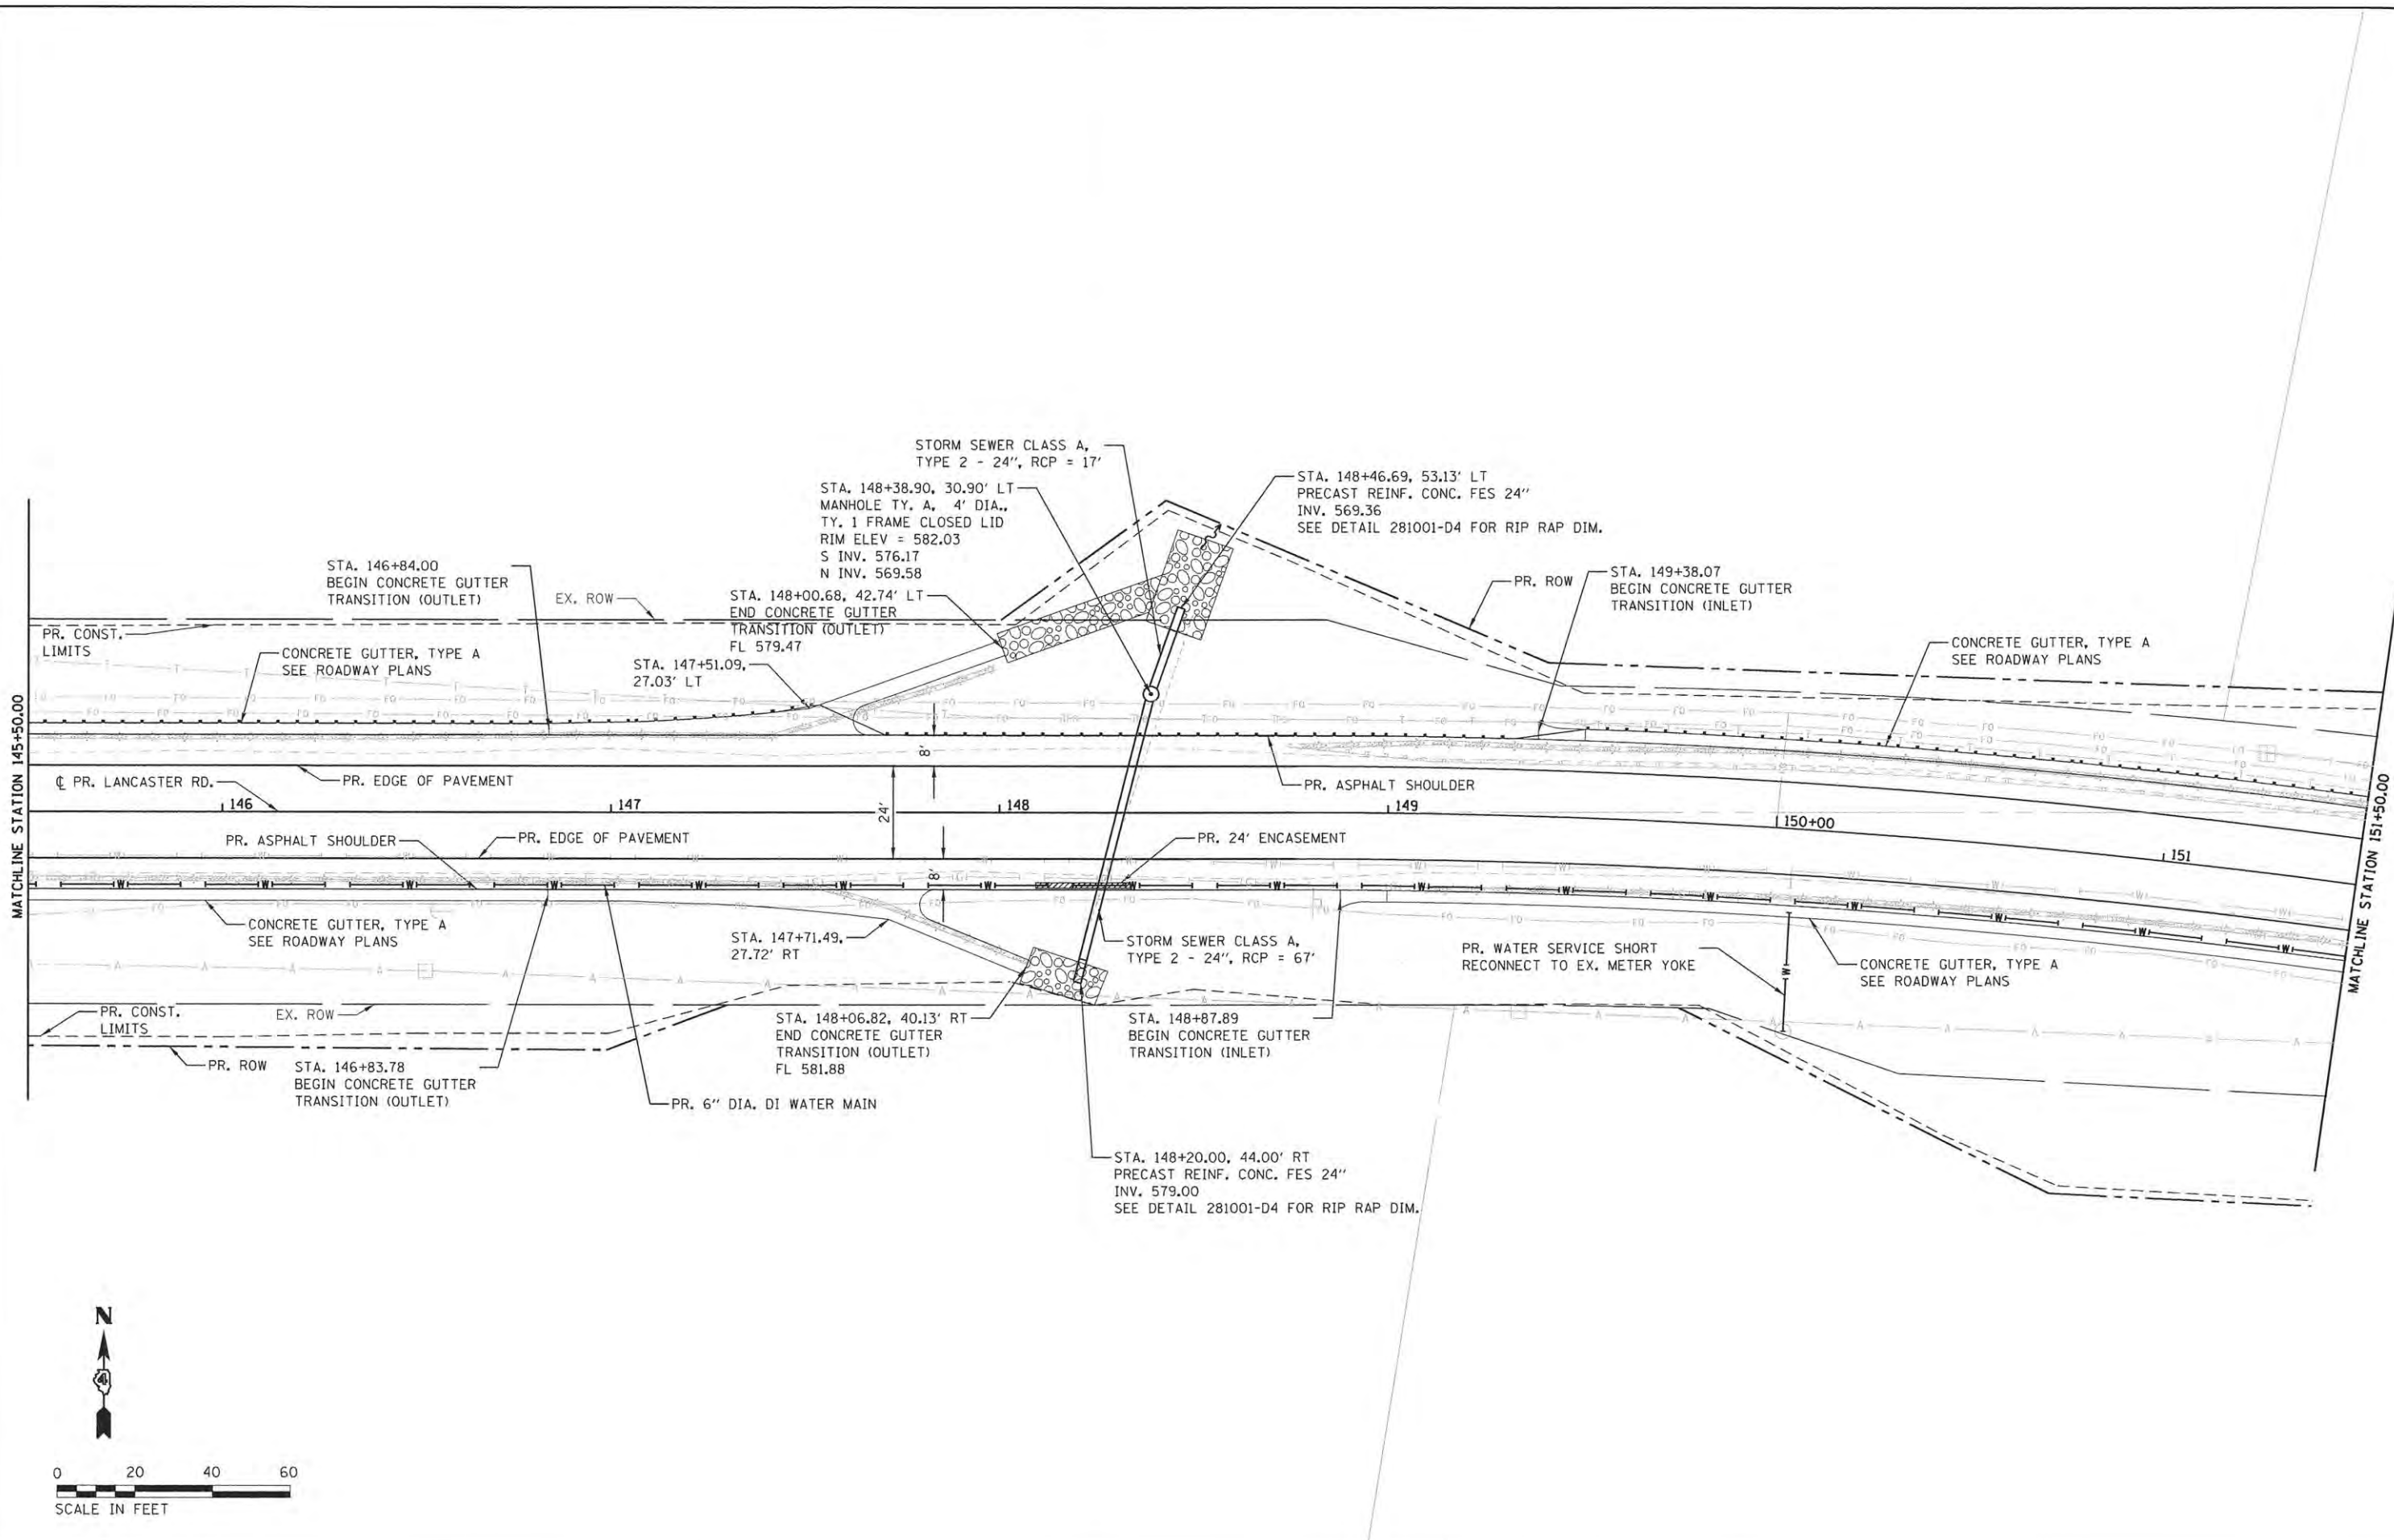 STORM SEWER CLASS A,
TYPE 2 - 24", RCP = 17'
STA. 148+38.90, 30.90' LT
MANHOLE TY. A, 4' DIA.,
TY. 1 FRAME CLOSED LID
RIM ELEV = 582.03
S INV. 576.17
N INV. 569.58
STA. 148+46.69, 53.13' LT
PRECAST REINF. CONC. FES 24"
INV. 569.36
SEE DETAIL 281001-D4 FOR RIP RAP DIM.
STA. 146+84.00
BEGIN CONCRETE GUTTER
TRANSITION (OUTLET)
EX. ROW
STA. 148+00.68, 42.74' LT
END CONCRETE GUTTER
TRANSITION (OUTLET)
FL 579.47
PR. ROW
STA. 149+38.07
BEGIN CONCRETE GUTTER
TRANSITION (INLET)
PR. CONST.
LIMITS
CONCRETE GUTTER, TYPE A
SEE ROADWAY PLANS
STA. 147+51.09,
27.03' LT
CONCRETE GUTTER, TYPE A
SEE ROADWAY PLANS
MATCHLINE STATION 145+50.00
8'
℄ PR. LANCASTER RD.
PR. EDGE OF PAVEMENT
PR. ASPHALT SHOULDER
146
147
148
149
150+00
151
24'
PR. ASPHALT SHOULDER
PR. EDGE OF PAVEMENT
PR. 24' ENCASEMENT
8'
MATCHLINE STATION 151+50.00
CONCRETE GUTTER, TYPE A
SEE ROADWAY PLANS
STA. 147+71.49,
27.72' RT
STORM SEWER CLASS A,
TYPE 2 - 24", RCP = 67'
PR. WATER SERVICE SHORT
RECONNECT TO EX. METER YOKE
CONCRETE GUTTER, TYPE A
SEE ROADWAY PLANS
PR. CONST.
LIMITS
EX. ROW
STA. 148+06.82, 40.13' RT
END CONCRETE GUTTER
TRANSITION (OUTLET)
FL 581.88
STA. 148+87.89
BEGIN CONCRETE GUTTER
TRANSITION (INLET)
PR. ROW
STA. 146+83.78
BEGIN CONCRETE GUTTER
TRANSITION (OUTLET)
PR. 6" DIA. DI WATER MAIN
STA. 148+20.00, 44.00' RT
PRECAST REINF. CONC. FES 24"
INV. 579.00
SEE DETAIL 281001-D4 FOR RIP RAP DIM.
N
0 20 40 60
SCALE IN FEET